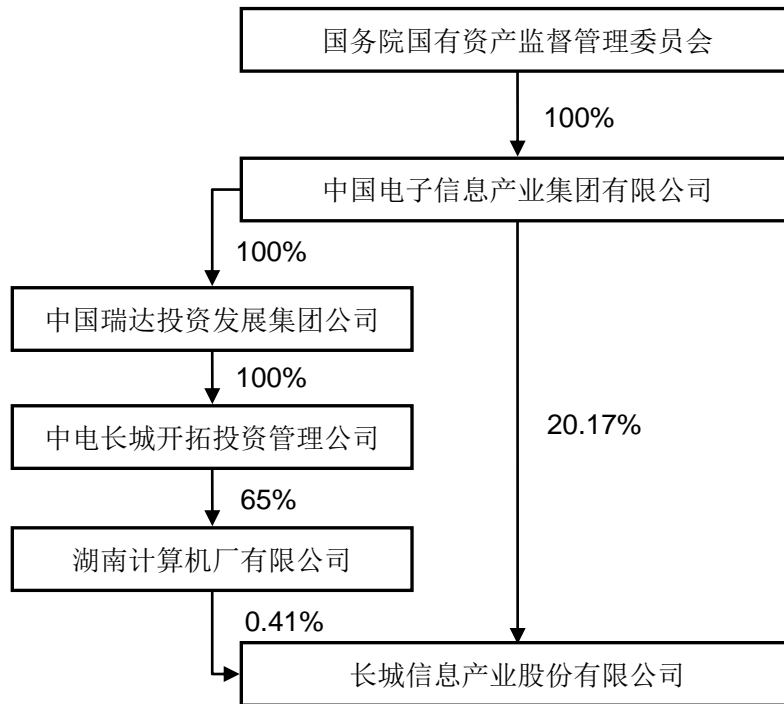 国务院国有资产监督管理委员会
100%
中国电子信息产业集团有限公司
100%
中国瑞达投资发展集团公司
100%
中电长城开拓投资管理公司
20.17%
65%
湖南计算机厂有限公司
0.41%
长城信息产业股份有限公司